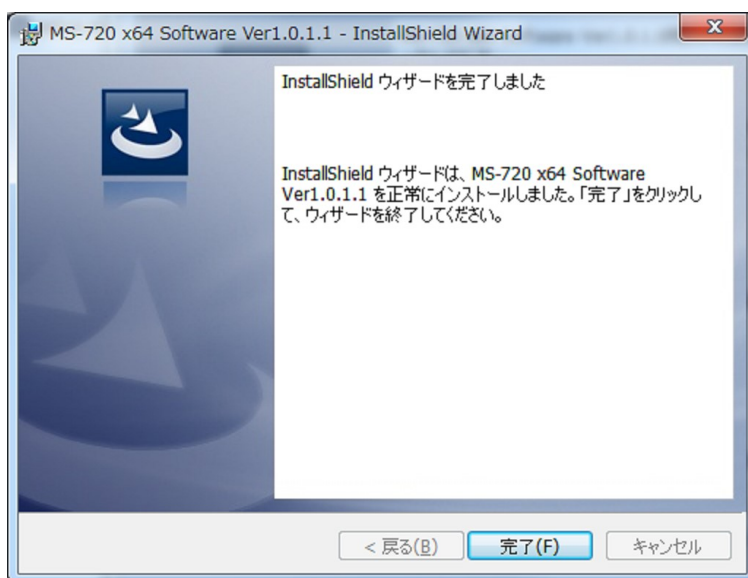 MS-720 x64 Software Ver1.0.1.1 - InstallShield Wizard
InstallShield ウィザードを完了しました
InstallShield ウィザードは、MS-720 x64 Software
Ver1.0.1.1 を正常にインストールしました。「完了」をクリックし
て、ウィザードを終了してください。
< 戻る(B)
完了(F)
キャンセル